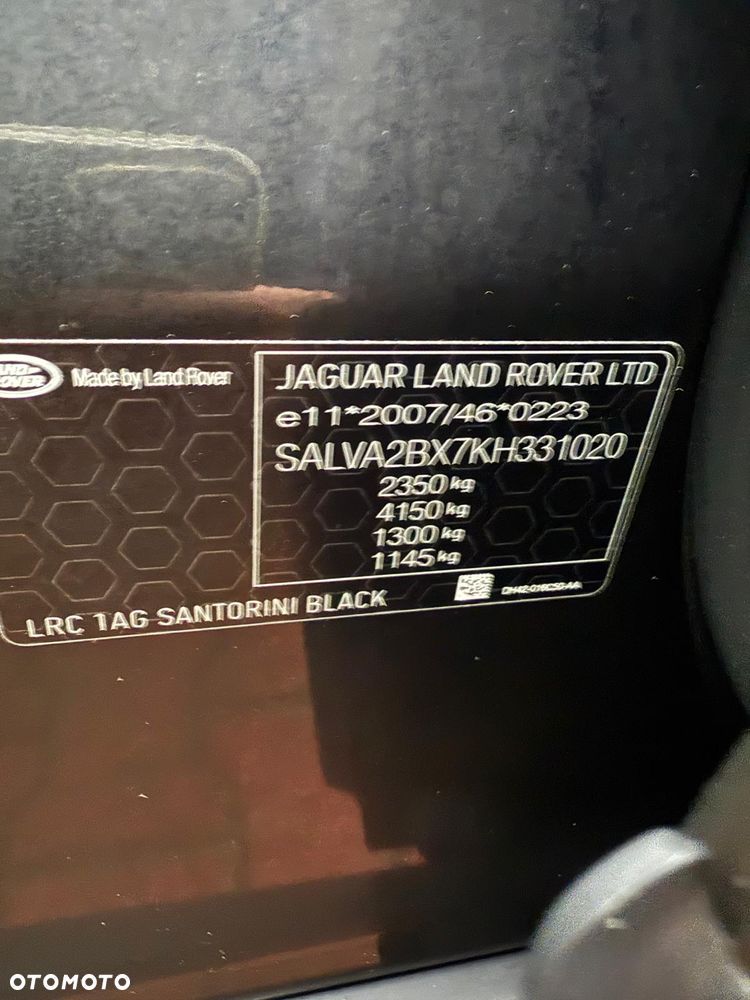 LAND ROVER
Made by Land Rover
JAGUAR LAND ROVER LTD
e11*2007/46*0223
SALVA2BX7KH331020
2350 kg
4150 kg
1300 kg
1145 kg
LRC 1AG SANTORINI BLACK
OTOMOTO